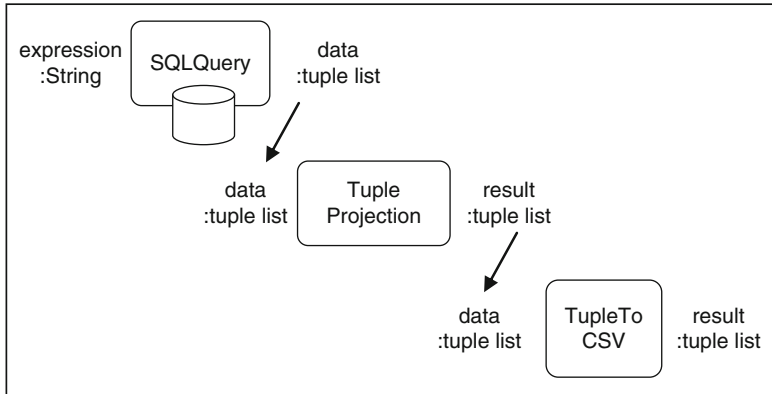 expression
:String
SQLQuery
data
:tuple list
data
:tuple list
Tuple
Projection
result
:tuple list
data
:tuple list
TupleTo
CSV
result
:tuple list